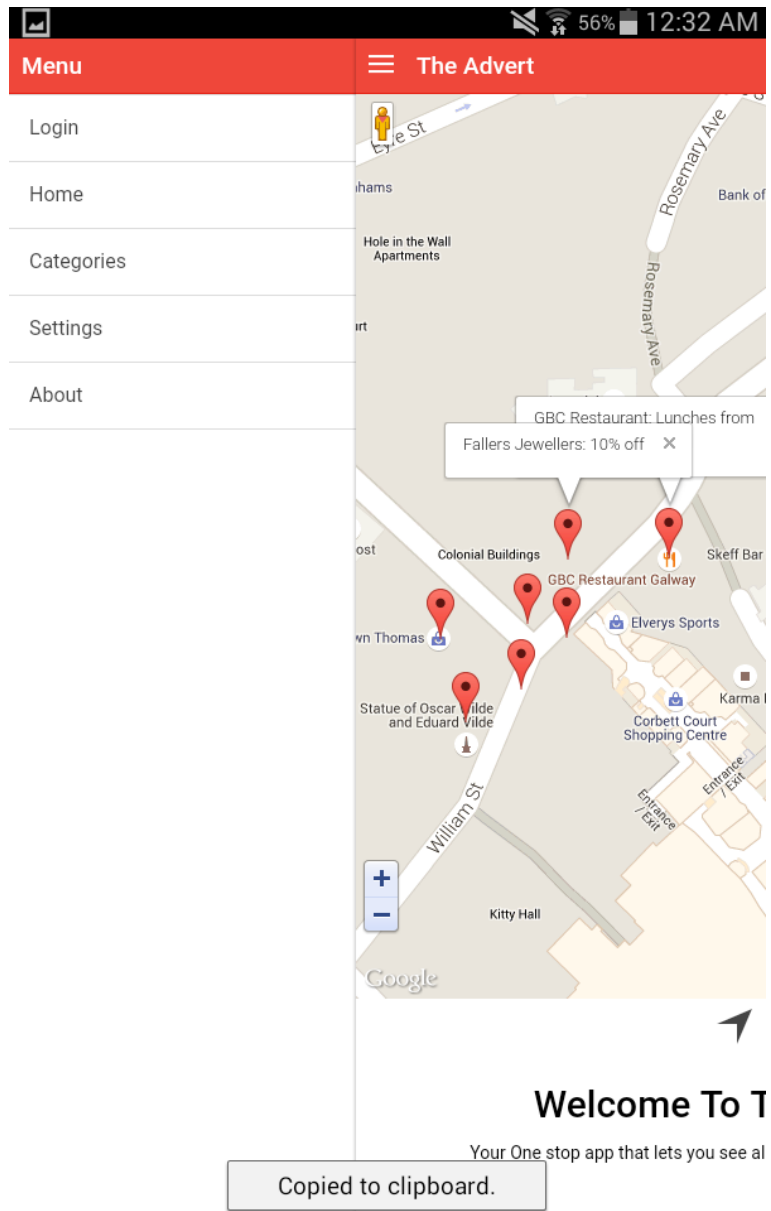 56% 12:32 AM
Menu
The Advert
Login
Home
Categories
Settings
About
Eyre St
Rosemary Ave
Bank of
Hole in the Wall
Apartments
Rosemary Ave
GBC Restaurant: Lunches from
Fallers Jewellers: 10% off
Colonial Buildings
Skeff Bar
GBC Restaurant Galway
Elverys Sports
wn Thomas
Statue of Oscar Wilde
and Eduard Vilde
Karma
Corbett Court
Shopping Centre
Entrance
/ Exit
Entrance
/ Exit
William St
+
−
Kitty Hall
Google
Welcome To T
Your One stop app that lets you see al
Copied to clipboard.